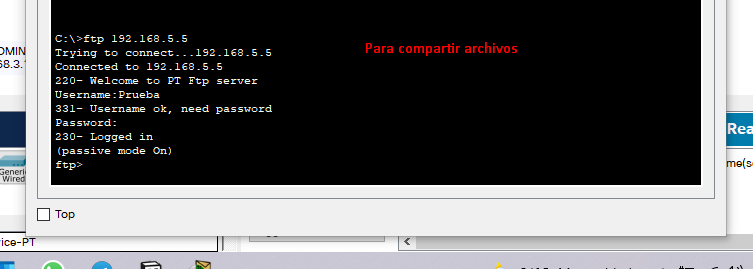 C:\>ftp 192.168.5.5
Trying to connect...192.168.5.5
Connected to 192.168.5.5
220- Welcome to PT Ftp server
Username:Prueba
331- Username ok, need password
Password:
230- Logged in
(passive mode On)
ftp>
Para compartir archivos
OMIN
68.3.1
Generic
Wired
Rea
me(s
Top
ice-PT